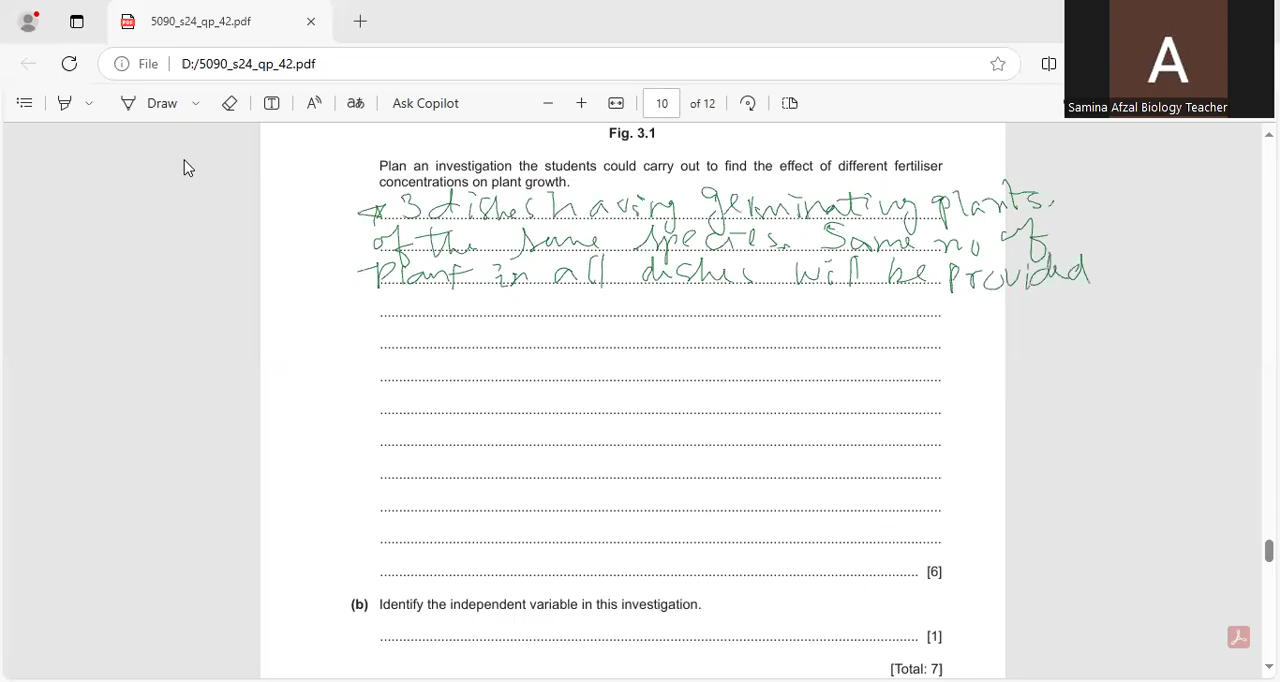 5090_s24_qp_42.pdf
File D:/5090_s24_qp_42.pdf
A
Samina Afzal Biology Teacher
Draw Ask Copilot 10 of 12
Fig. 3.1
Plan an investigation the students could carry out to find the effect of different fertiliser
concentrations on plant growth.
* 3 dishes having germinating plants.
of the same species. Same no of
plant in all dishes will be provided
[6]
(b) Identify the independent variable in this investigation.
[1]
[Total: 7]